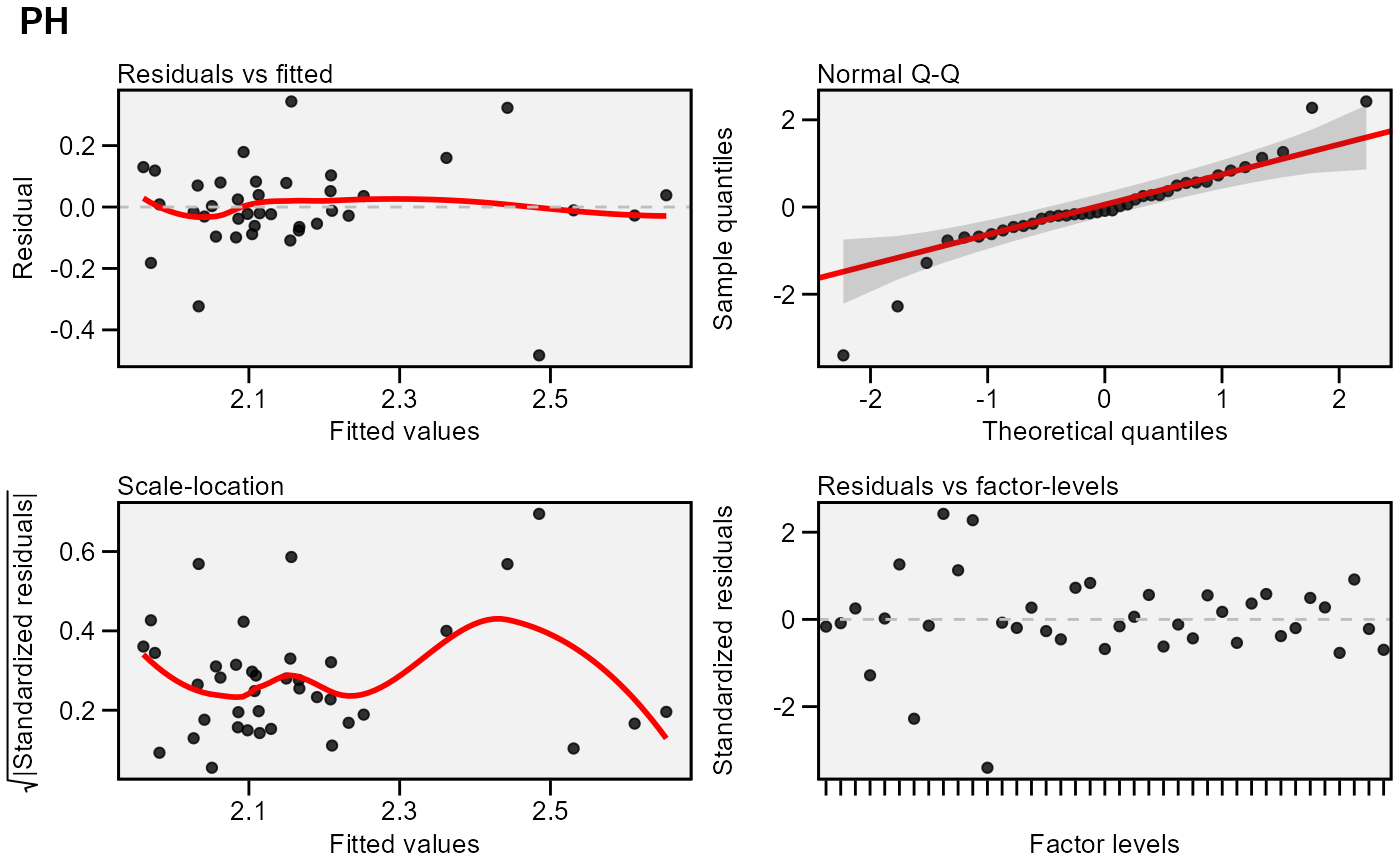 PH
Residuals vs fitted
Residual
0.2
0.0
-0.2
-0.4
2.1
2.3
2.5
Fitted values
Normal Q-Q
Sample quantiles
2
0
-2
-2
-1
0
1
2
Theoretical quantiles
Scale-location
√|Standardized residuals|
0.6
0.4
0.2
2.1
2.3
2.5
Fitted values
Residuals vs factor-levels
Standardized residuals
2
0
-2
Factor levels